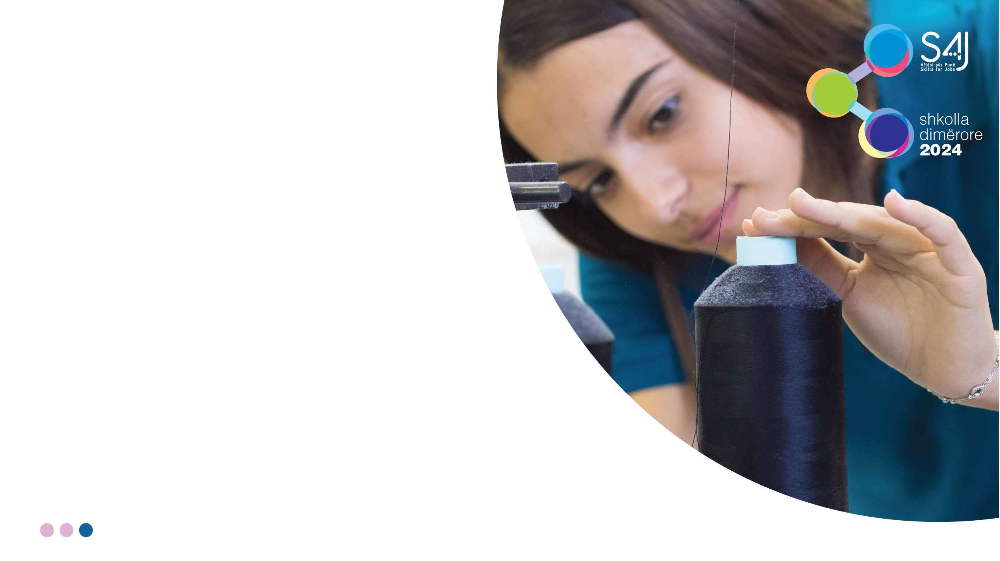 S4J
Aftësi për Punë
Skills for Jobs
shkolla
dimërore
2024